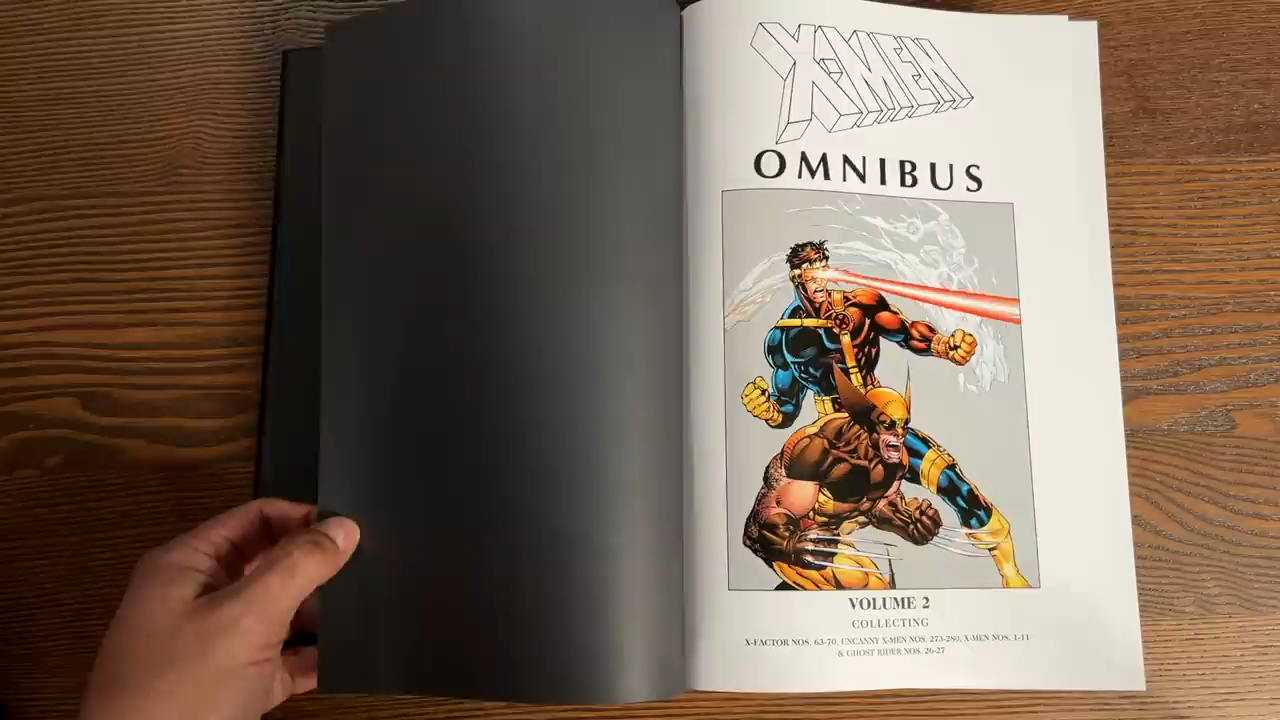 X-MEN
OMNIBUS
VOLUME 2
COLLECTING
X-FACTOR NOS. 63-70, UNCANNY X-MEN NOS. 273-280, X-MEN NOS. 1-11
& GHOST RIDER NOS. 26-27